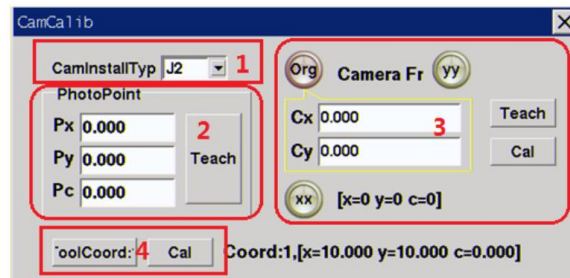 CamCalib
CamInstallTyp J2 1
PhotoPoint
Px 0.000
Py 0.000
Pc 0.000
2
Teach
Org Camera Fr yy
Cx 0.000
Cy 0.000
3
Teach
Cal
xx [x=0 y=0 c=0]
oolCoord: 4 Cal Coord:1,[x=10.000 y=10.000 c=0.000]